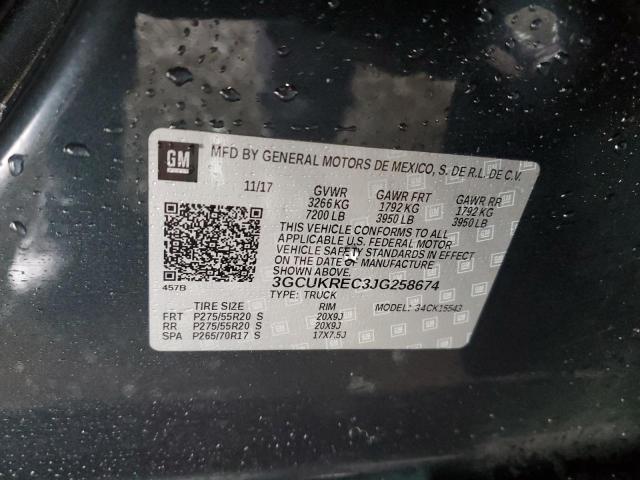 GM
MFD BY GENERAL MOTORS DE MEXICO, S. DE R.L. DE C.V.
11/17 GVWR GAWR FRT GAWR RR
3266 KG 1792 KG 1792 KG
7200 LB 3950 LB 3950 LB
THIS VEHICLE CONFORMS TO ALL
APPLICABLE U.S. FEDERAL MOTOR
VEHICLE SAFETY STANDARDS IN EFFECT
ON THE DATE OF MANUFACTURE
457B 3GCUKREC3JG258674
TYPE: TRUCK
TIRE SIZE RIM MODEL: 34CK15543
FRT P275/55R20 S 20X9J
RR P275/55R20 S 20X9J
SPA P265/70R17 S 17X7.5J